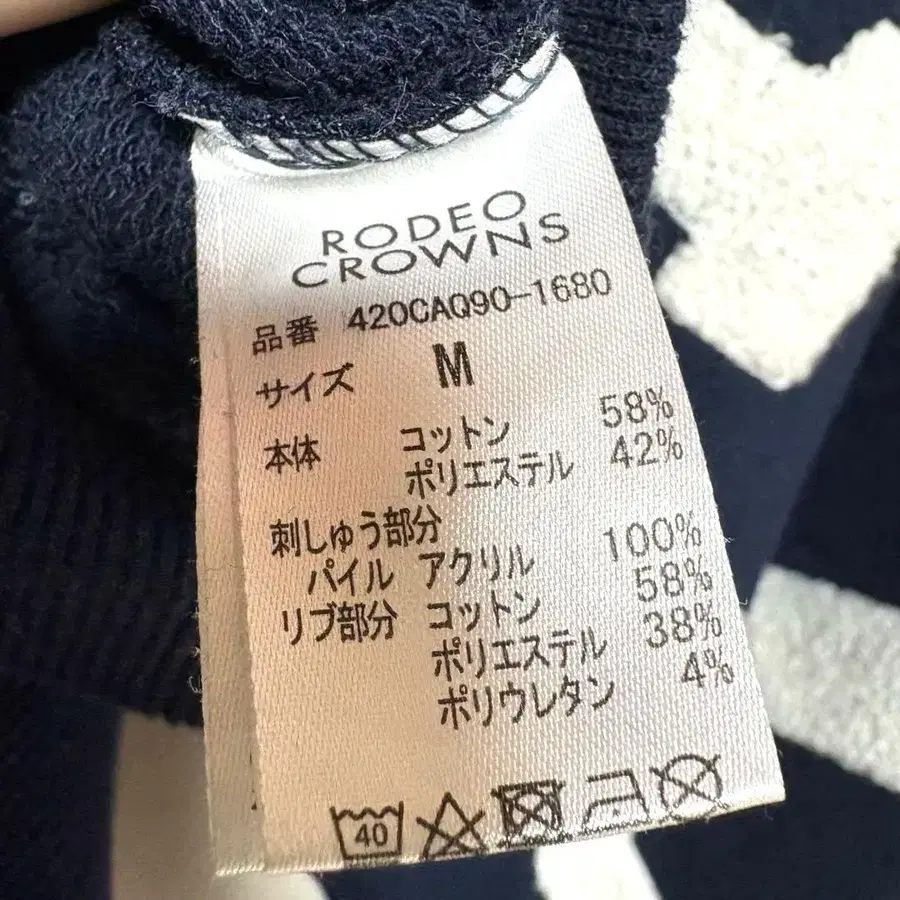 RODEO
CROWNS
品番 420CAQ90-1680
サイズ M
本体 コットン 58%
ポリエステル 42%
刺しゅう部分
パイル アクリル 100%
リブ部分 コットン 58%
ポリエステル 38%
ポリウレタン 4%
40